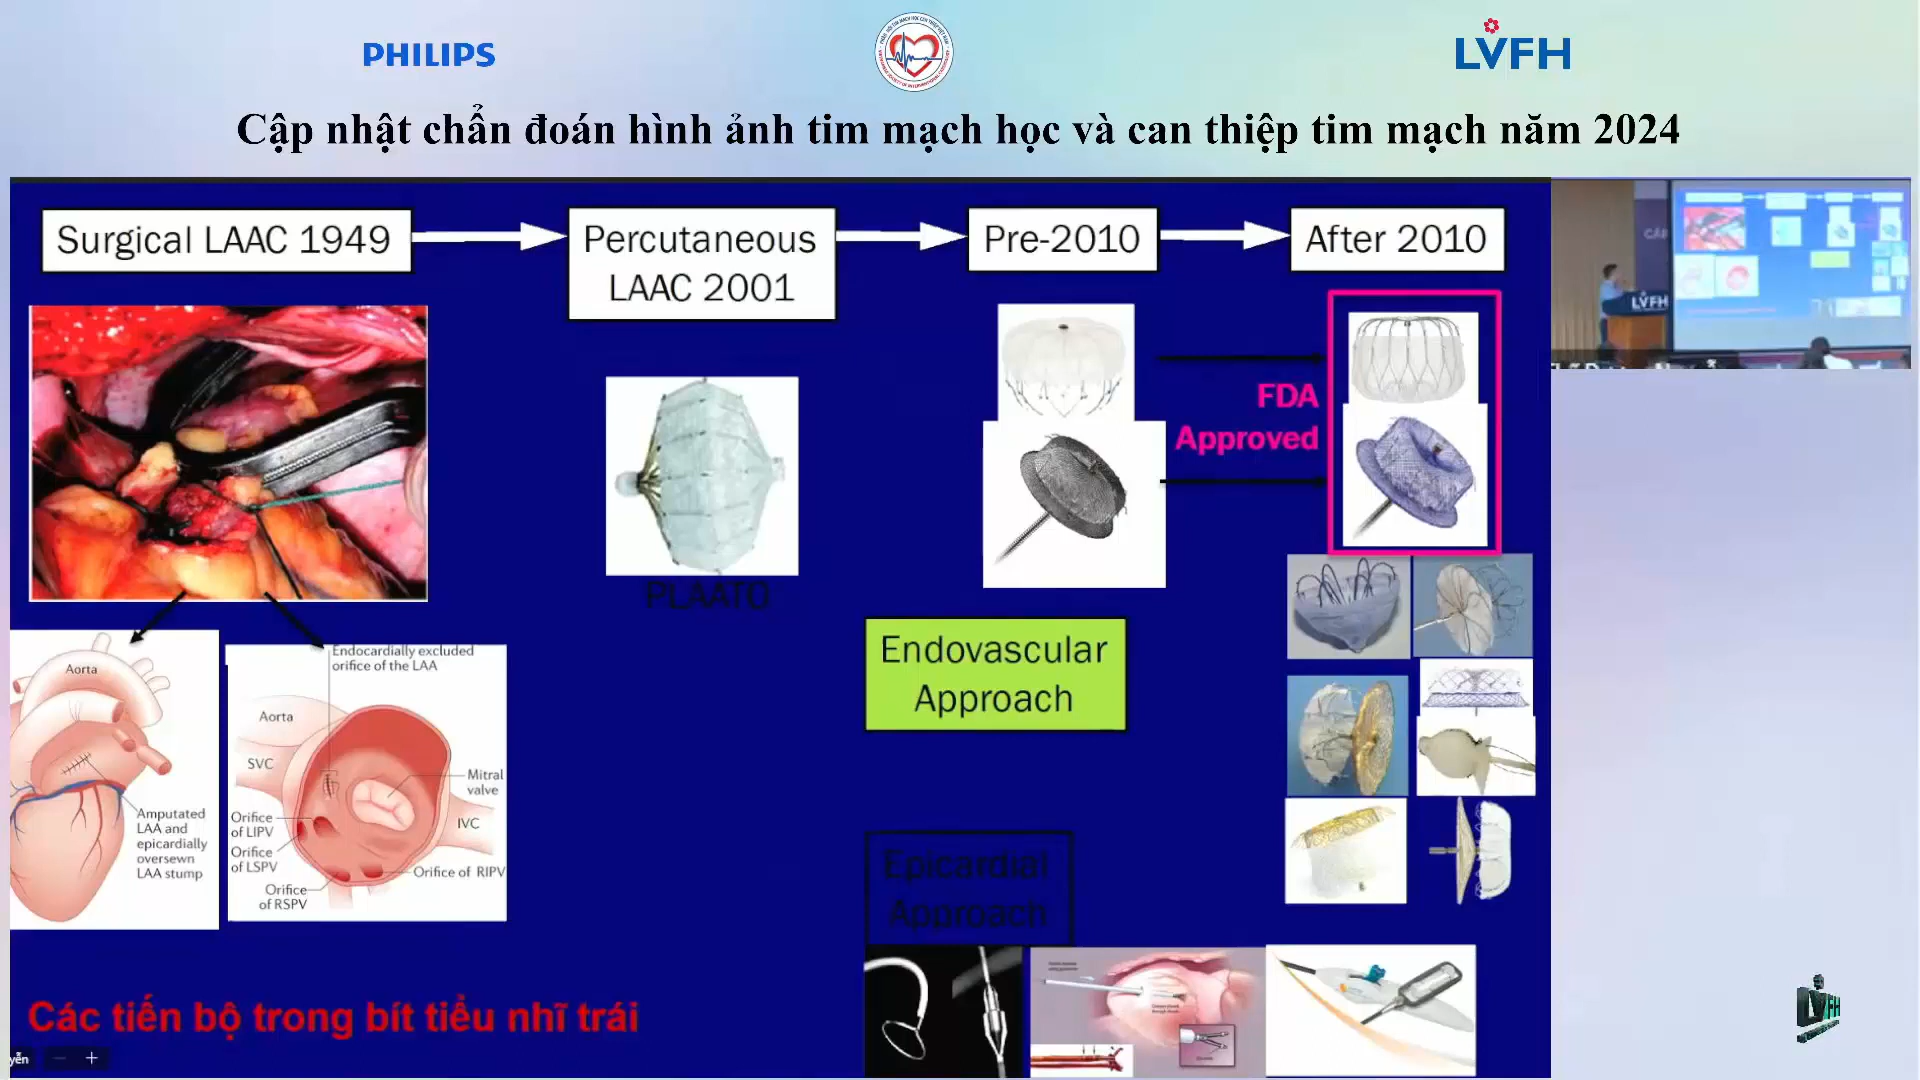 PHILIPS
LVFH
Cập nhật chẩn đoán hình ảnh tim mạch học và can thiệp tim mạch năm 2024
Surgical LAAC 1949
Percutaneous
LAAC 2001
Pre-2010
After 2010
FDA
Approved
PLAATO
Endovascular
Approach
Epicardial
Approach
Aorta
Amputated
LAA and
epicardially
oversewn
LAA stump
Endocardially excluded
orifice of the LAA
Aorta
SVC
Mitral
valve
IVC
Orifice
of LIPV
Orifice
of LSPV
Orifice of RIPV
Orifice
of RSPV
Các tiến bộ trong bít tiểu nhĩ trái
yễn
LVFH
LVFH